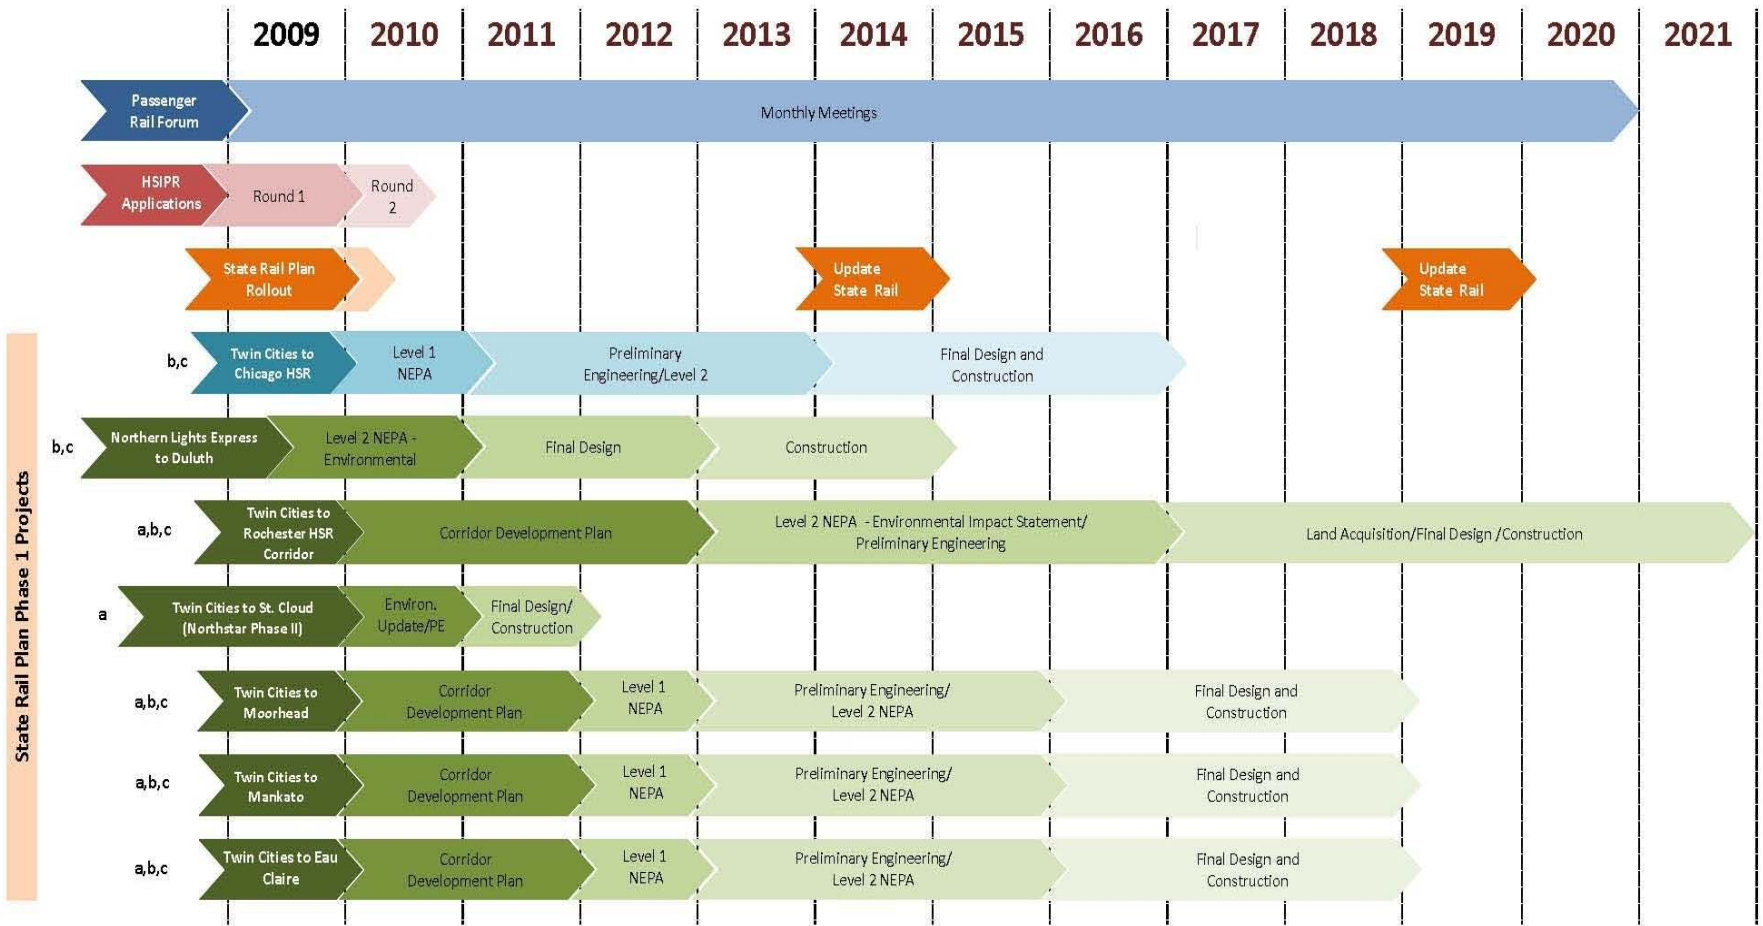 2009 2010 2011 2012 2013 2014 2015 2016 2017 2018 2019 2020 2021
Passenger
Rail Forum
Monthly Meetings
HSIPR
Applications
Round 1
Round
2
State Rail Plan
Rollout
Update
State Rail
Update
State Rail
State Rail Plan Phase 1 Projects
b,c
Twin Cities to
Chicago HSR
Level 1
NEPA
Preliminary
Engineering/Level 2
Final Design and
Construction
b,c
Northern Lights Express
to Duluth
Level 2 NEPA -
Environmental
Final Design
Construction
a,b,c
Twin Cities to
Rochester HSR
Corridor
Corridor Development Plan
Level 2 NEPA - Environmental Impact Statement/
Preliminary Engineering
Land Acquisition/Final Design /Construction
a
Twin Cities to St. Cloud
(Northstar Phase II)
Environ.
Update/PE
Final Design/
Construction
a,b,c
Twin Cities to
Moorhead
Corridor
Development Plan
Level 1
NEPA
Preliminary Engineering/
Level 2 NEPA
Final Design and
Construction
a,b,c
Twin Cities to
Mankato
Corridor
Development Plan
Level 1
NEPA
Preliminary Engineering/
Level 2 NEPA
Final Design and
Construction
a,b,c
Twin Cities to Eau
Claire
Corridor
Development Plan
Level 1
NEPA
Preliminary Engineering/
Level 2 NEPA
Final Design and
Construction